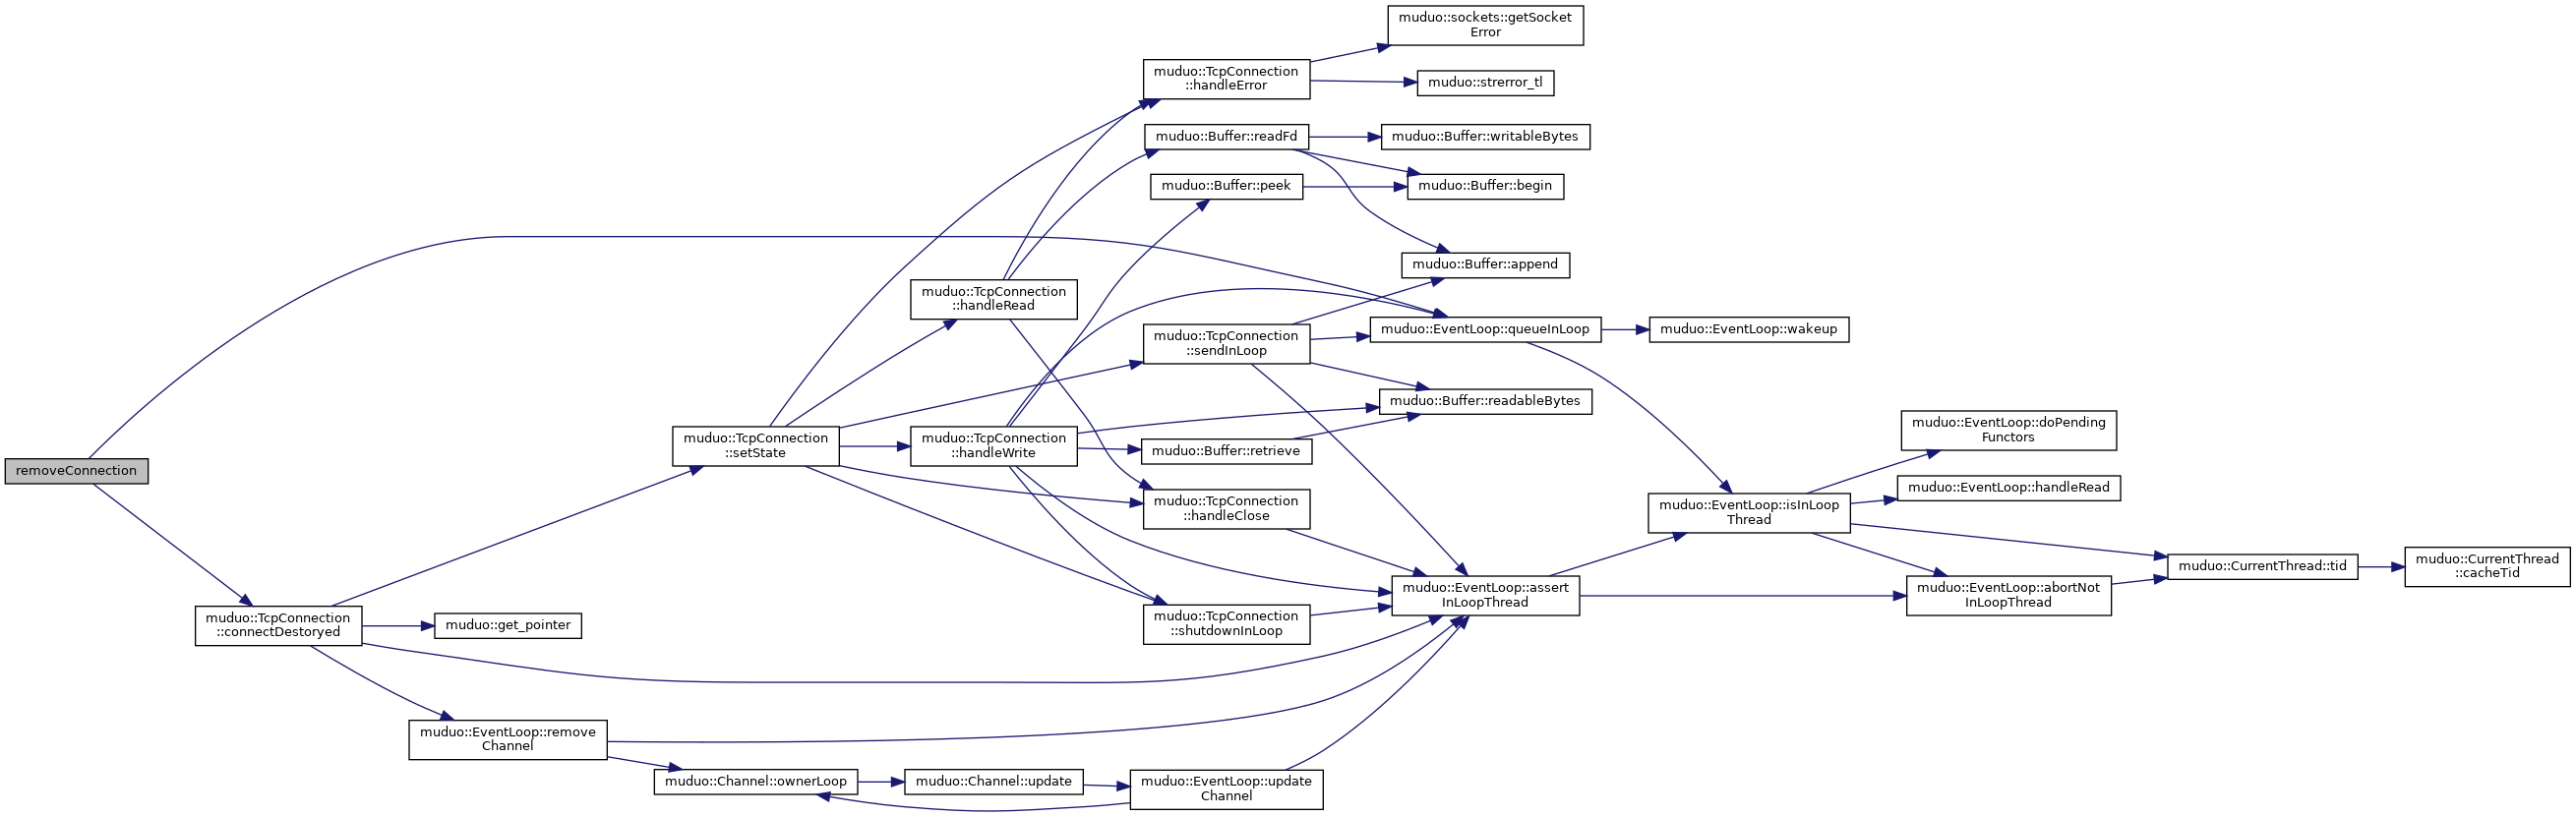 removeConnection
muduo::TcpConnection
::connectDestoryed
muduo::get_pointer
muduo::EventLoop::remove
Channel
muduo::TcpConnection
::setState
muduo::Channel::ownerLoop
muduo::TcpConnection
::handleRead
muduo::TcpConnection
::handleWrite
muduo::Channel::update
muduo::TcpConnection
::handleError
muduo::Buffer::readFd
muduo::Buffer::peek
muduo::TcpConnection
::sendInLoop
muduo::Buffer::retrieve
muduo::TcpConnection
::handleClose
muduo::TcpConnection
::shutdownInLoop
muduo::EventLoop::update
Channel
muduo::sockets::getSocket
Error
muduo::strerror_tl
muduo::Buffer::writableBytes
muduo::Buffer::begin
muduo::Buffer::append
muduo::EventLoop::queueInLoop
muduo::Buffer::readableBytes
muduo::EventLoop::assert
InLoopThread
muduo::EventLoop::wakeup
muduo::EventLoop::isInLoop
Thread
muduo::EventLoop::doPending
Functors
muduo::EventLoop::handleRead
muduo::EventLoop::abortNot
InLoopThread
muduo::CurrentThread::tid
muduo::CurrentThread
::cacheTid